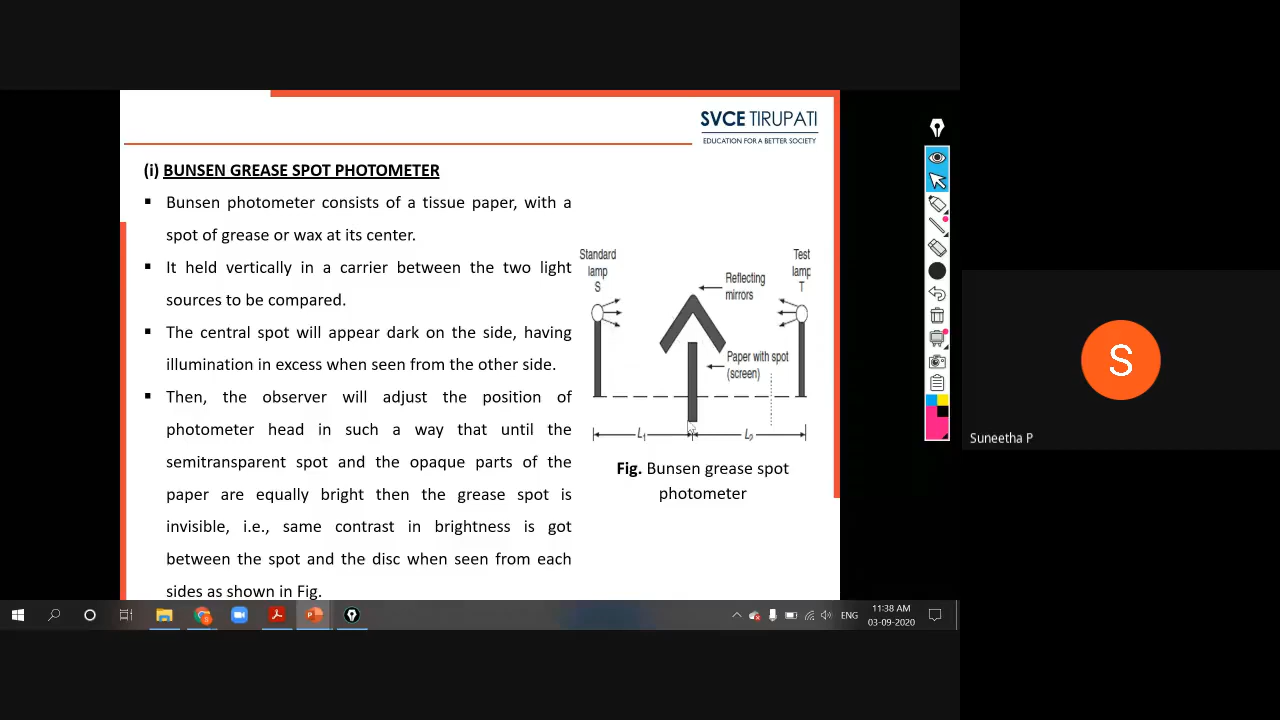 SVCE TIRUPATI
EDUCATION FOR A BETTER SOCIETY
(i) BUNSEN GREASE SPOT PHOTOMETER
▪ Bunsen photometer consists of a tissue paper, with a
spot of grease or wax at its center.
▪ It held vertically in a carrier between the two light
sources to be compared.
▪ The central spot will appear dark on the side, having
illumination in excess when seen from the other side.
▪ Then, the observer will adjust the position of
photometer head in such a way that until the
semitransparent spot and the opaque parts of the
paper are equally bright then the grease spot is
invisible, i.e., same contrast in brightness is got
between the spot and the disc when seen from each
sides as shown in Fig.
Standard
lamp
S
Test
lamp
T
Reflecting
mirrors
Paper with spot
(screen)
L1
Fig. Bunsen grease spot
photometer
S
Suneetha P
ENG
11:38 AM
03-09-2020